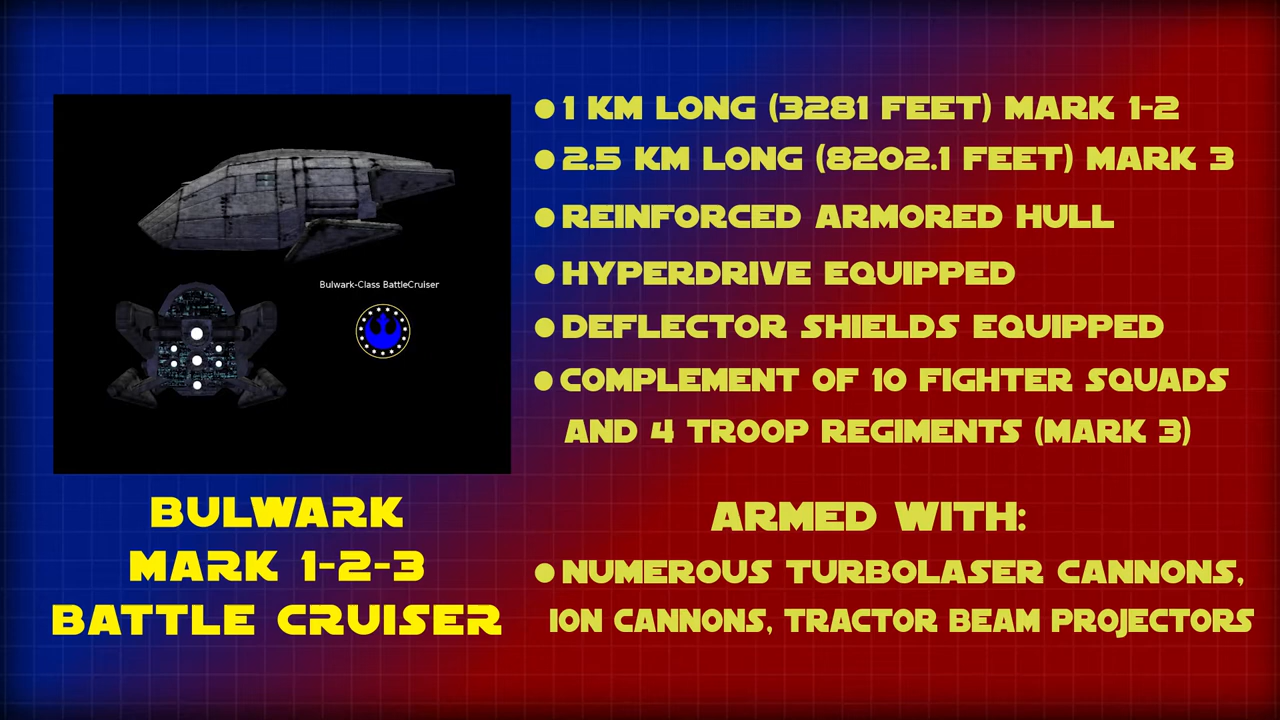 ● 1 KM LONG (3281 FEET) MARK 1-2
● 2.5 KM LONG (8202.1 FEET) MARK 3
● REINFORCED ARMORED HULL
● HYPERDRIVE EQUIPPED
● DEFLECTOR SHIELDS EQUIPPED
● COMPLEMENT OF 10 FIGHTER SQUADS
AND 4 TROOP REGIMENTS (MARK 3)
Bulwark-Class BattleCruiser
BULWARK
MARK 1-2-3
BATTLE CRUISER
ARMED WITH:
● NUMEROUS TURBOLASER CANNONS,
ION CANNONS, TRACTOR BEAM PROJECTORS